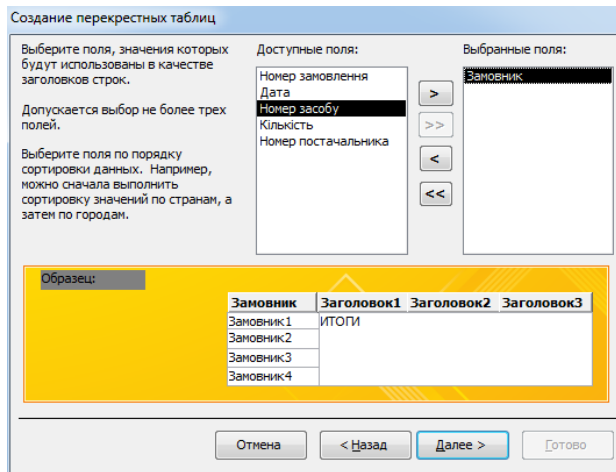 Создание перекрестных таблиц
Выберите поля, значения которых
будут использованы в качестве
заголовков строк.
Допускается выбор не более трех
полей.
Выберите поля по порядку
сортировки данных. Например,
можно сначала выполнить
сортировку значений по странам, а
затем по городам.
Доступные поля:
Номер замовлення
Дата
Номер засобу
Кількість
Номер постачальника
>
>>
<
<<
Выбранные поля:
Замовник
Образец:
Замовник Заголовок1 Заголовок2 Заголовок3
Замовник1 ИТОГИ
Замовник2
Замовник3
Замовник4
Отмена < Назад Далее > Готово